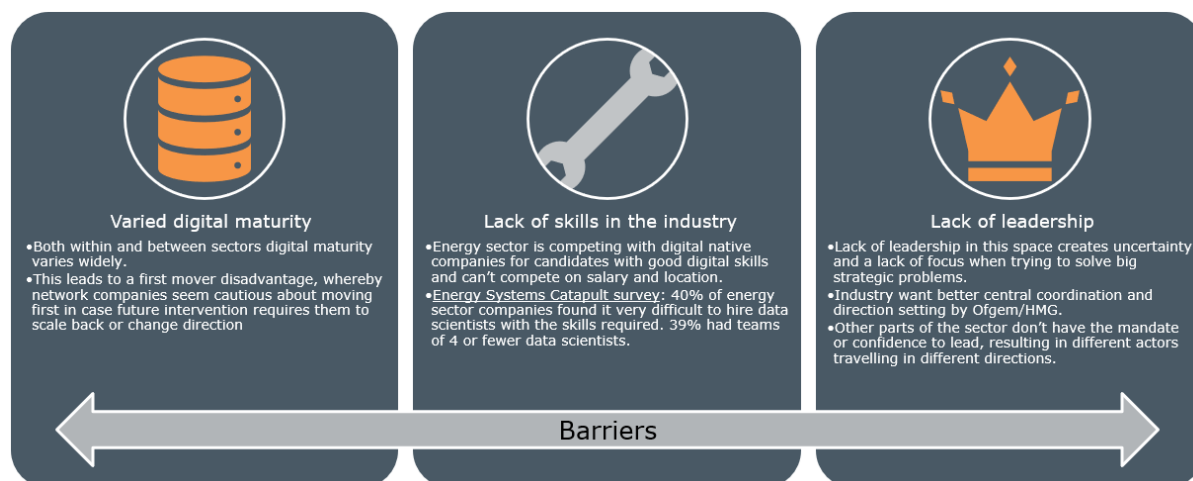 Varied digital maturity
•Both within and between sectors digital maturity
varies widely.
•This leads to a first mover disadvantage, whereby
network companies seem cautious about moving
first in case future intervention requires them to
scale back or change direction
Lack of skills in the industry
•Energy sector is competing with digital native
companies for candidates with good digital skills
and can't compete on salary and location.
•Energy Systems Catapult survey: 40% of energy
sector companies found it very difficult to hire data
scientists with the skills required. 39% had teams
of 4 or fewer data scientists.
Lack of leadership
•Lack of leadership in this space creates uncertainty
and a lack of focus when trying to solve big
strategic problems.
•Industry want better central coordination and
direction setting by Ofgem/HMG.
•Other parts of the sector don't have the mandate
or confidence to lead, resulting in different actors
travelling in different directions.
Barriers